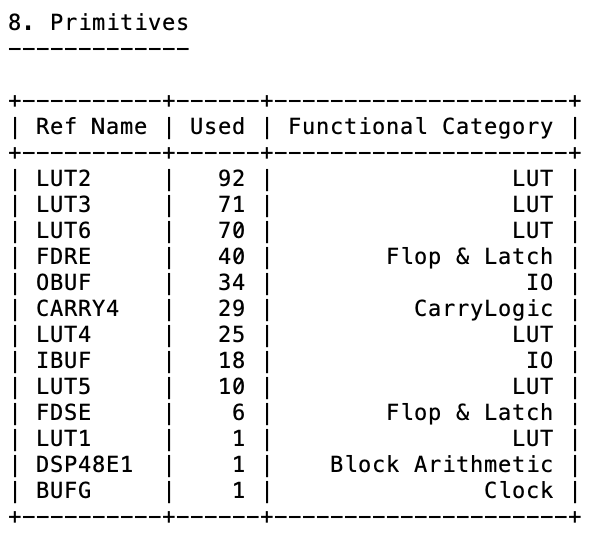 8. Primitives
-------------
+----------+------+---------------------+
| Ref Name | Used | Functional Category |
+----------+------+---------------------+
| LUT2     |   92 |                 LUT |
| LUT3     |   71 |                 LUT |
| LUT6     |   70 |                 LUT |
| FDRE     |   40 |        Flop & Latch |
| OBUF     |   34 |                  IO |
| CARRY4   |   29 |          CarryLogic |
| LUT4     |   25 |                 LUT |
| IBUF     |   18 |                  IO |
| LUT5     |   10 |                 LUT |
| FDSE     |    6 |        Flop & Latch |
| LUT1     |    1 |                 LUT |
| DSP48E1  |    1 |    Block Arithmetic |
| BUFG     |    1 |               Clock |
+----------+------+---------------------+